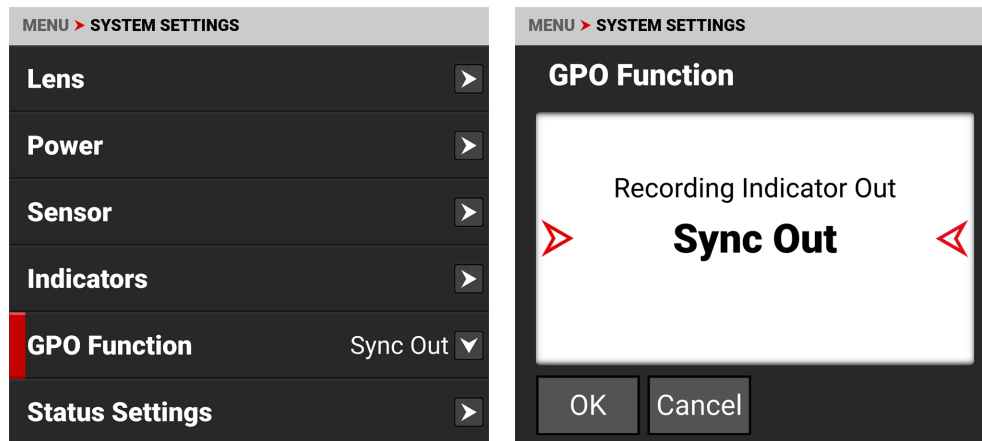 MENU ➤ SYSTEM SETTINGS
Lens
Power
Sensor
Indicators
GPO Function Sync Out
Status Settings
MENU ➤ SYSTEM SETTINGS
GPO Function
Recording Indicator Out
Sync Out
OK Cancel